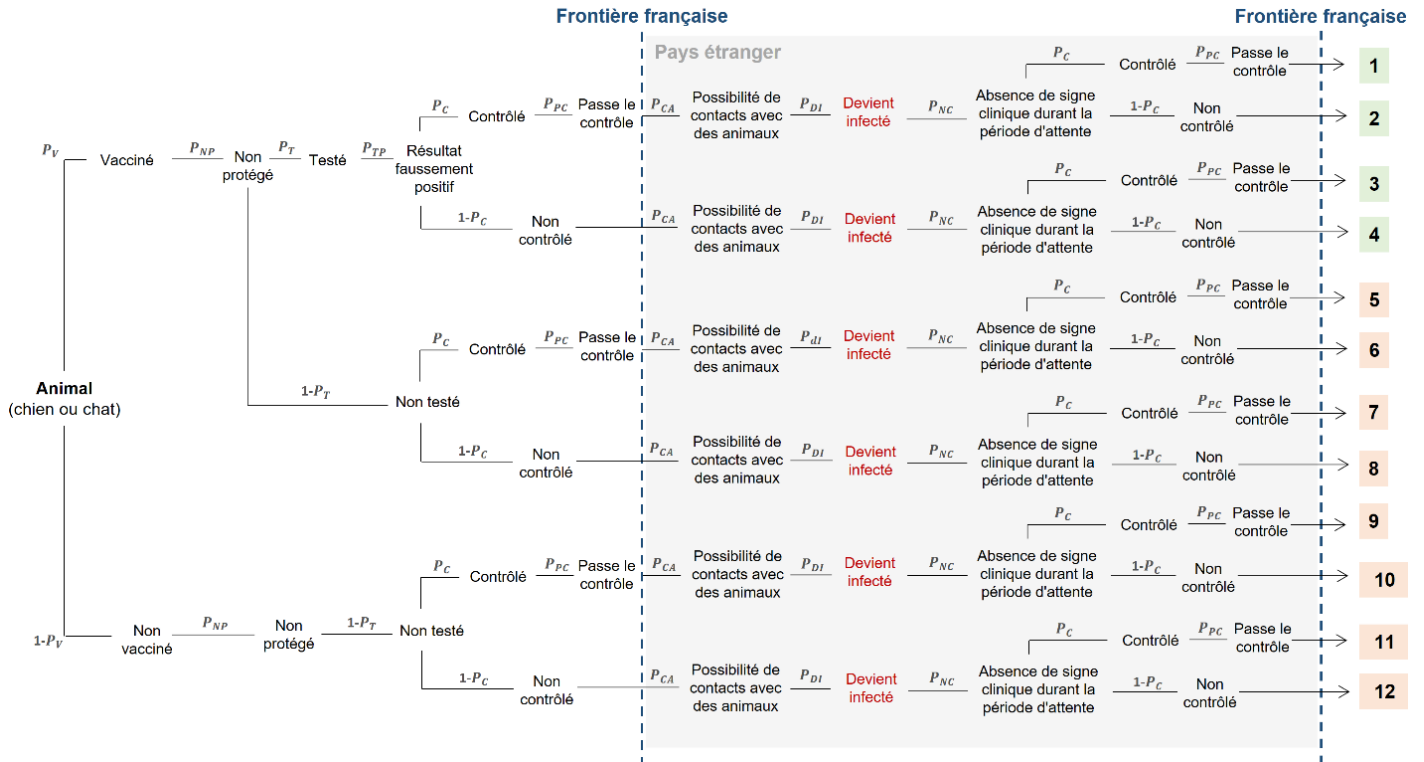 Frontière française
Frontière française
Pays étranger
P_C Contrôlé P_PC Passe le contrôle 1
P_C Contrôlé P_PC Passe le contrôle P_CA Possibilité de contacts avec des animaux P_DI Devient infecté P_NC Absence de signe clinique durant la période d'attente 1-P_C Non contrôlé 2
P_V Vacciné P_NP Non protégé P_T Testé P_TP Résultat faussement positif
P_C Contrôlé P_PC Passe le contrôle 3
1-P_C Non contrôlé P_CA Possibilité de contacts avec des animaux P_DI Devient infecté P_NC Absence de signe clinique durant la période d'attente 1-P_C Non contrôlé 4
P_C Contrôlé P_PC Passe le contrôle 5
P_C Contrôlé P_PC Passe le contrôle P_CA Possibilité de contacts avec des animaux P_dI Devient infecté P_NC Absence de signe clinique durant la période d'attente 1-P_C Non contrôlé 6
Animal
(chien ou chat)
1-P_T Non testé
P_C Contrôlé P_PC Passe le contrôle 7
1-P_C Non contrôlé P_CA Possibilité de contacts avec des animaux P_DI Devient infecté P_NC Absence de signe clinique durant la période d'attente 1-P_C Non contrôlé 8
P_C Contrôlé P_PC Passe le contrôle 9
P_C Contrôlé P_PC Passe le contrôle P_CA Possibilité de contacts avec des animaux P_DI Devient infecté P_NC Absence de signe clinique durant la période d'attente 1-P_C Non contrôlé 10
1-P_V Non vacciné P_NP Non protégé 1-P_T Non testé
P_C Contrôlé P_PC Passe le contrôle 11
1-P_C Non contrôlé P_CA Possibilité de contacts avec des animaux P_DI Devient infecté P_NC Absence de signe clinique durant la période d'attente 1-P_C Non contrôlé 12